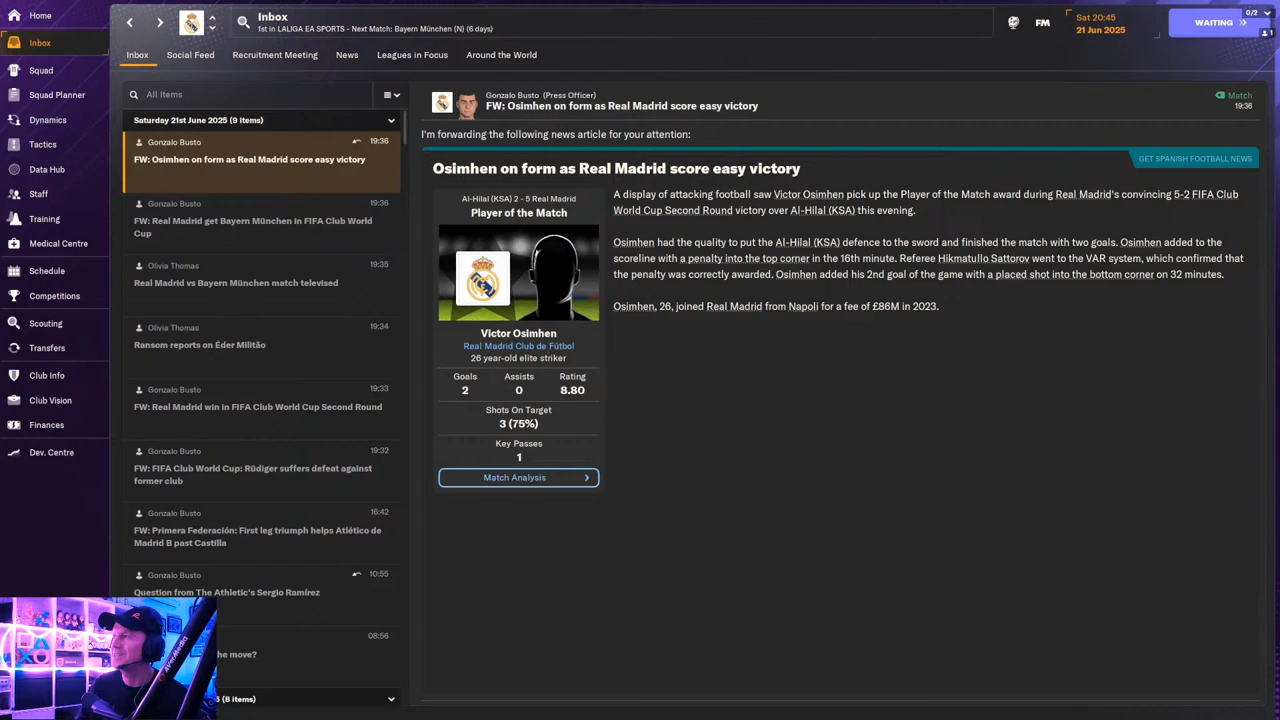 Home
Inbox
Squad
Squad Planner
Dynamics
Tactics
Data Hub
Staff
Training
Medical Centre
Schedule
Competitions
Scouting
Transfers
Club Info
Club Vision
Finances
Dev. Centre
Inbox
1st in LALIGA EA SPORTS - Next Match: Bayern München (N) (6 days)
FM
Sat 20:45
21 Jun 2025
WAITING
0/2
1
Inbox
Social Feed
Recruitment Meeting
News
Leagues in Focus
Around the World
All Items
Saturday 21st June 2025 (9 items)
Gonzalo Busto
19:36
FW: Osimhen on form as Real Madrid score easy victory
Gonzalo Busto
19:36
FW: Real Madrid get Bayern München in FIFA Club World
Cup
Olivia Thomas
19:35
Real Madrid vs Bayern München match televised
Olivia Thomas
19:34
Ransom reports on Éder Militão
Gonzalo Busto
19:33
FW: Real Madrid win in FIFA Club World Cup Second Round
Gonzalo Busto
19:32
FW: FIFA Club World Cup: Rüdiger suffers defeat against
former club
Gonzalo Busto
16:42
FW: Primera Federación: First leg triumph helps Atlético de
Madrid B past Castilla
Gonzalo Busto
10:55
Question from The Athletic's Sergio Ramírez
08:56
he move?
(8 items)
Gonzalo Busto (Press Officer)
FW: Osimhen on form as Real Madrid score easy victory
Match
19:36
I'm forwarding the following news article for your attention:
GET SPANISH FOOTBALL NEWS
Osimhen on form as Real Madrid score easy victory
Al-Hilal (KSA) 2 - 5 Real Madrid
Player of the Match
Victor Osimhen
Real Madrid Club de Fútbol
26 year-old elite striker
Goals Assists Rating
2 0 8.80
Shots On Target
3 (75%)
Key Passes
1
Match Analysis
A display of attacking football saw Victor Osimhen pick up the Player of the Match award during Real Madrid's convincing 5-2 FIFA Club
World Cup Second Round victory over Al-Hilal (KSA) this evening.
Osimhen had the quality to put the Al-Hilal (KSA) defence to the sword and finished the match with two goals. Osimhen added to the
scoreline with a penalty into the top corner in the 16th minute. Referee Hikmatullo Sattorov went to the VAR system, which confirmed that
the penalty was correctly awarded. Osimhen added his 2nd goal of the game with a placed shot into the bottom corner on 32 minutes.
Osimhen, 26, joined Real Madrid from Napoli for a fee of £86M in 2023.
AVerMedia